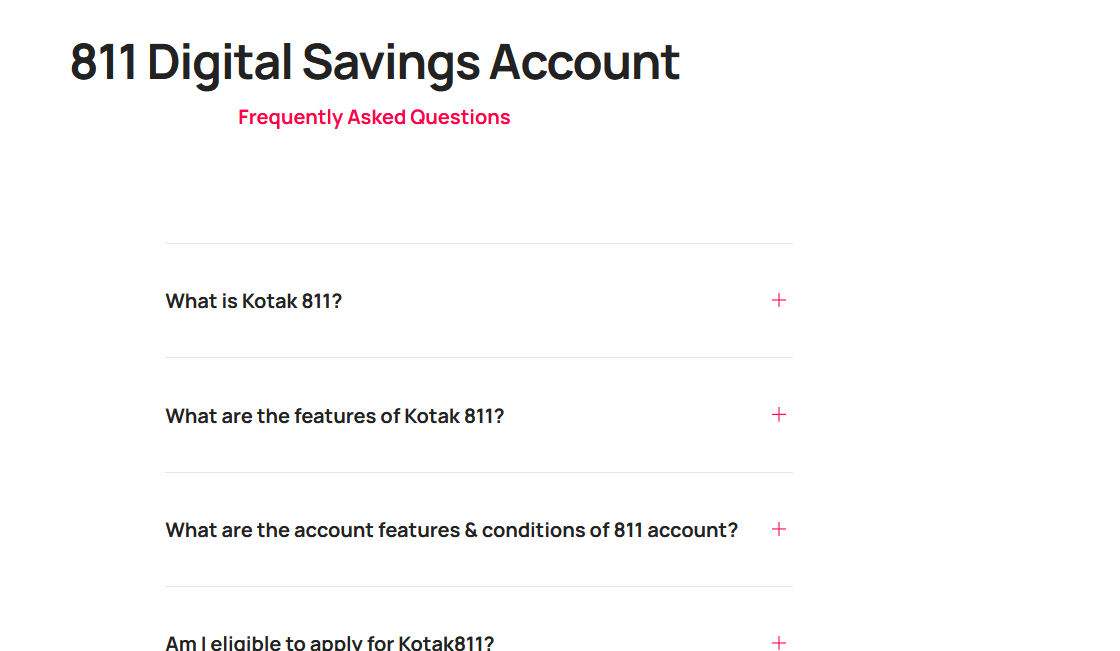 811 Digital Savings Account
Frequently Asked Questions
What is Kotak 811?
What are the features of Kotak 811?
What are the account features & conditions of 811 account?
Am I eligible to apply for Kotak811?